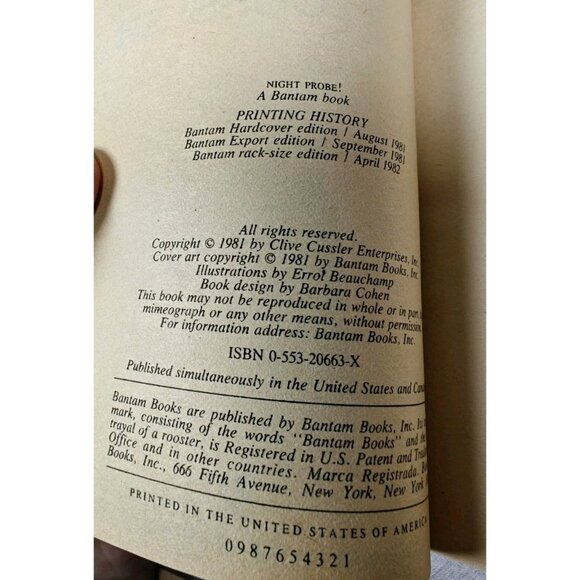 NIGHT PROBE!
A Bantam book
PRINTING HISTORY
Bantam Hardcover edition / August 1981
Bantam Export edition / September 1981
Bantam rack-size edition / April 1982
All rights reserved.
Copyright © 1981 by Clive Cussler Enterprises, Inc.
Cover art copyright © 1981 by Bantam Books, Inc.
Illustrations by Errol Beauchamp
Book design by Barbara Cohen
This book may not be reproduced in whole or in part,
mimeograph or any other means, without permission.
For information address: Bantam Books, Inc.
ISBN 0-553-20663-X
Published simultaneously in the United States and
Bantam Books are published by Bantam Books, Inc. Its
mark, consisting of the words "Bantam Books" and the
trayal of a rooster, is Registered in U.S. Patent and
Office and in other countries. Marca Registrada.
Books, Inc., 666 Fifth Avenue, New York, New
PRINTED IN THE UNITED STATES OF AMERICA
0987654321